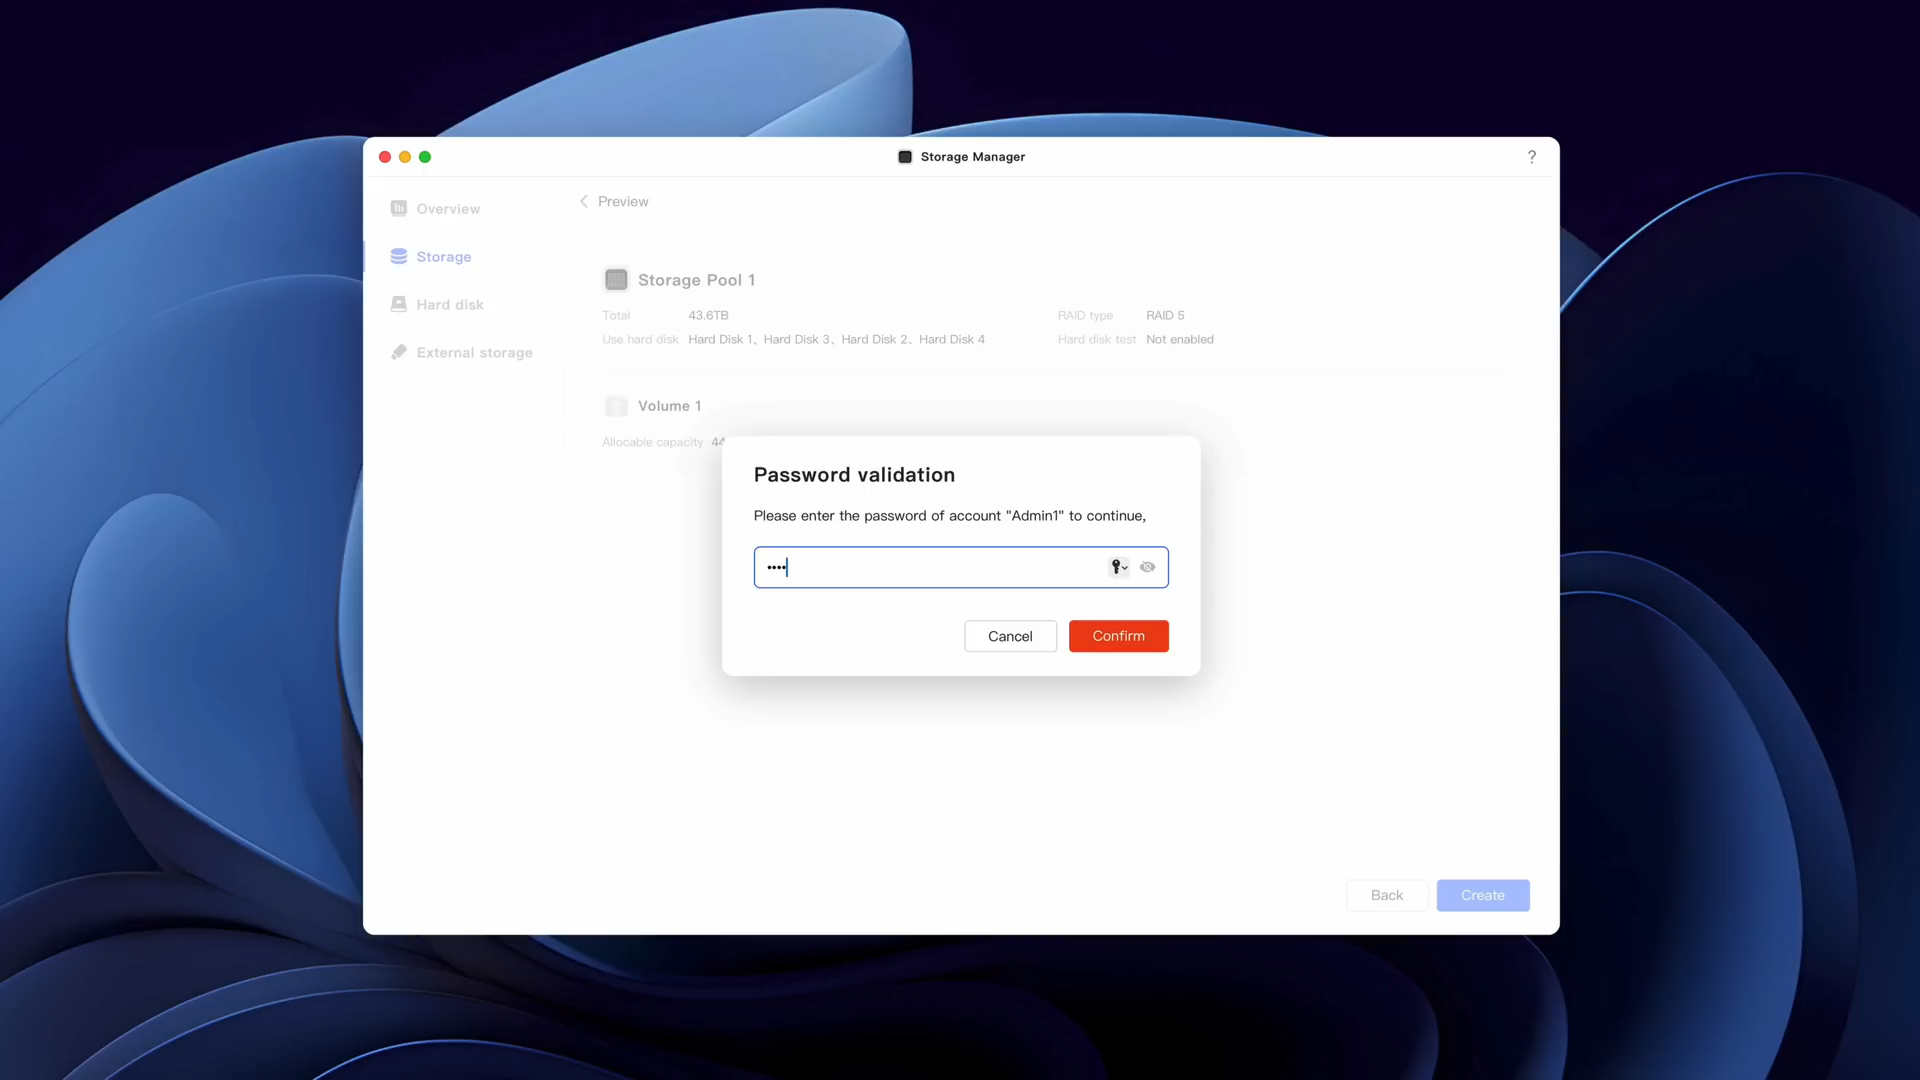 Storage Manager
?
Overview
Storage
Hard disk
External storage
Preview
Storage Pool 1
Total 43.6TB
RAID type RAID 5
Use hard disk Hard Disk 1、Hard Disk 3、Hard Disk 2、Hard Disk 4
Hard disk test Not enabled
Volume 1
Allocable capacity 44
Password validation
Please enter the password of account "Admin1" to continue,
••••
Cancel
Confirm
Back
Create